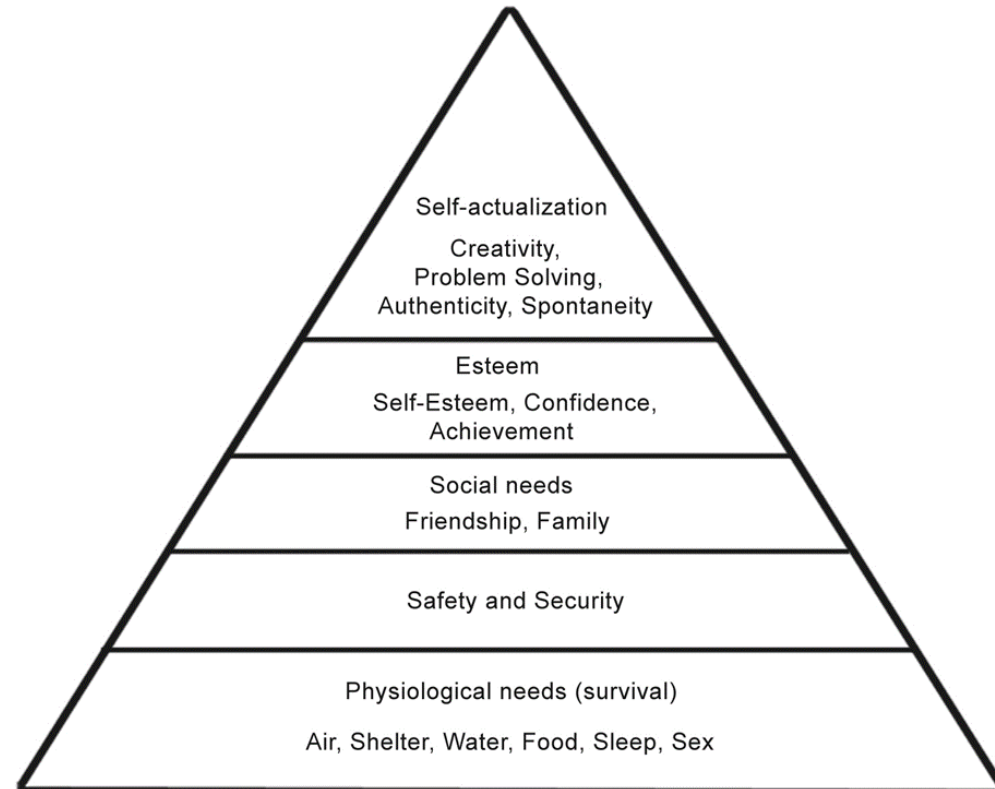 Self-actualization
Creativity,
Problem Solving,
Authenticity, Spontaneity
Esteem
Self-Esteem, Confidence,
Achievement
Social needs
Friendship, Family
Safety and Security
Physiological needs (survival)
Air, Shelter, Water, Food, Sleep, Sex